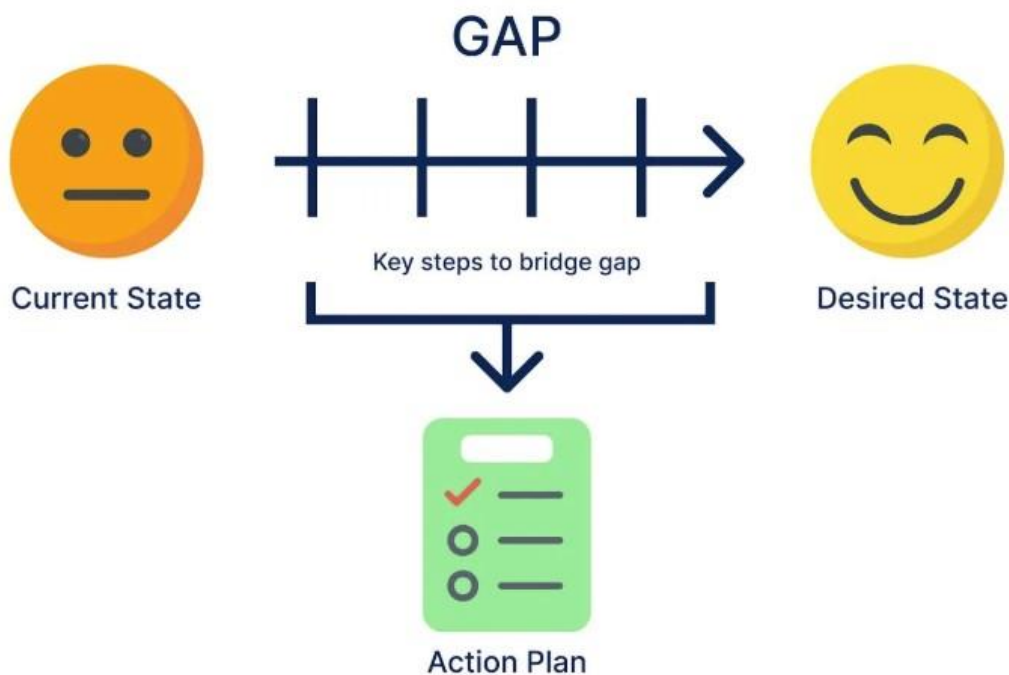 GAP
Key steps to bridge gap
Current State
Desired State
Action Plan